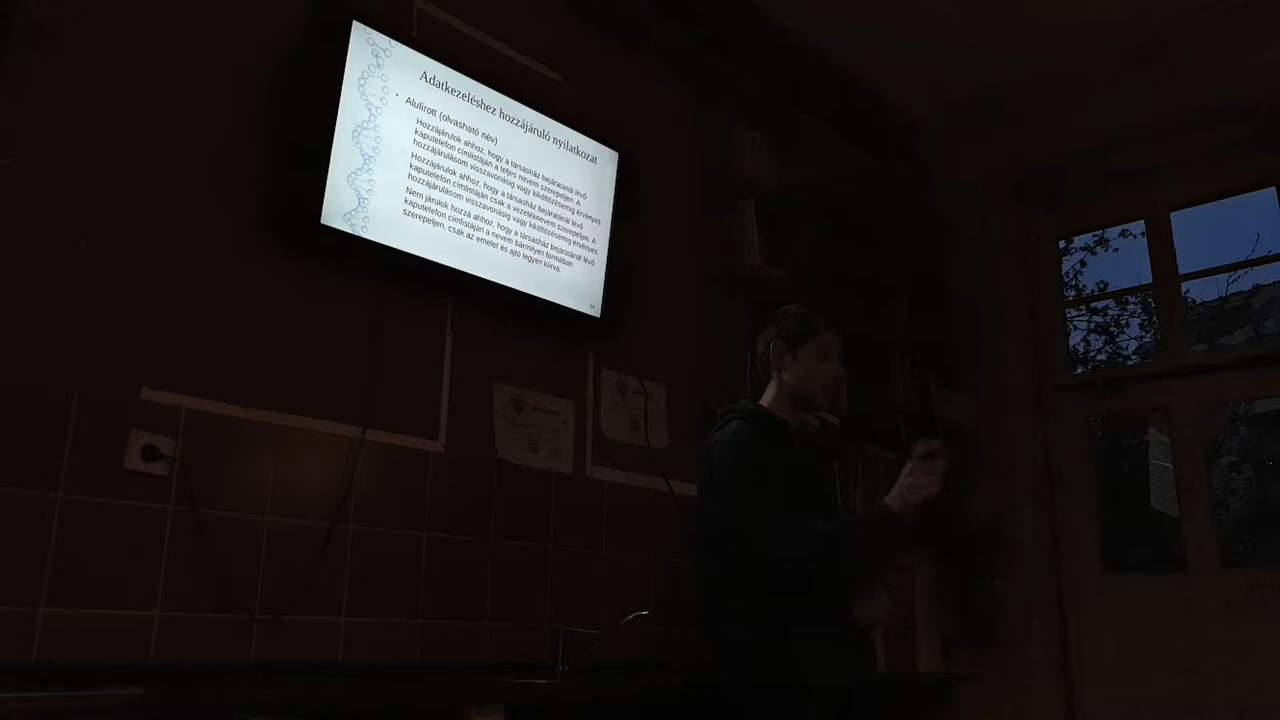 Adatkezeléshez hozzájáruló nyilatkozat
• Alulírott (olvasható név)
Hozzájárulok ahhoz, hogy a társasház bejáratánál lévő
kaputelefon címlistáján a teljes nevem szerepeljen. A
hozzájárulásom visszavonásig vagy kiköltözésemig érvényes.
Hozzájárulok ahhoz, hogy a társasház bejáratánál lévő
kaputelefon címlistáján csak a vezetéknevem szerepeljen. A
hozzájárulásom visszavonásig vagy kiköltözésemig érvényes.
Nem járulok hozzá ahhoz, hogy a társasház bejáratánál lévő
kaputelefon címlistáján a nevem bármilyen formában
szerepeljen, csak az emelet és ajtó legyen kiírva.
14